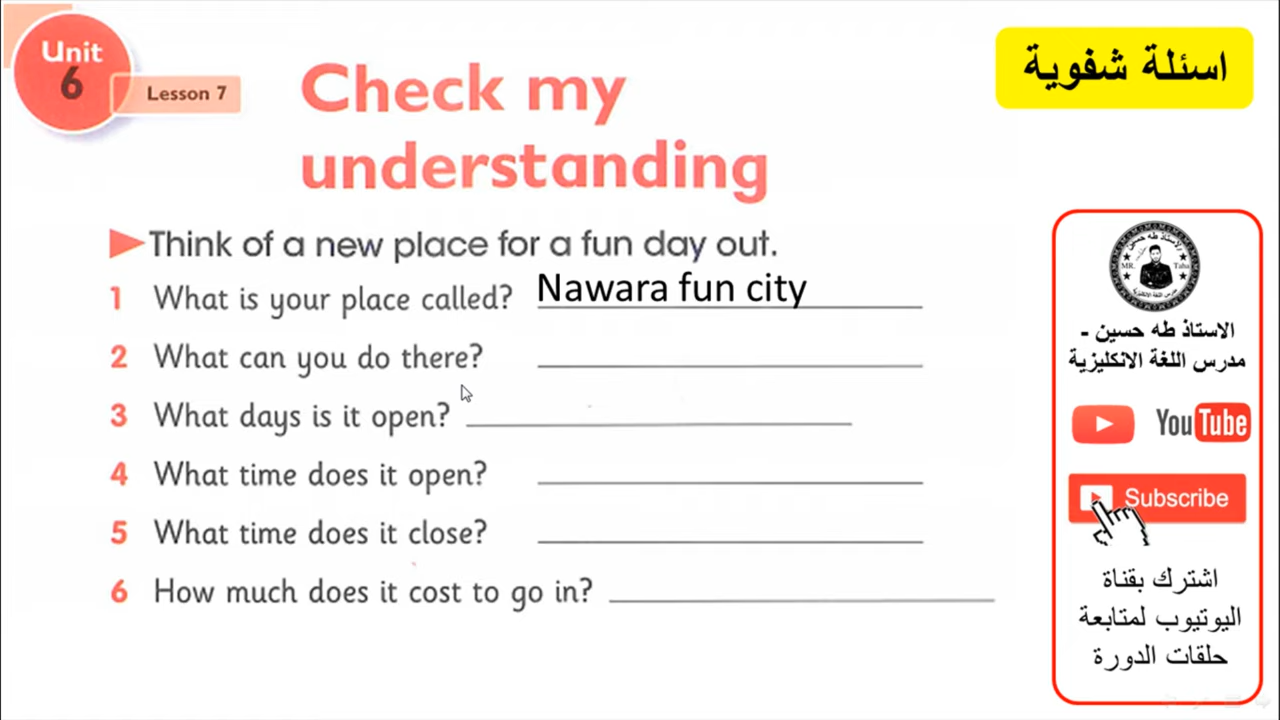 Unit
6
Lesson 7
Check my
understanding
اسئلة شفوية
Think of a new place for a fun day out.
1 What is your place called? Nawara fun city
2 What can you do there?
3 What days is it open?
4 What time does it open?
5 What time does it close?
6 How much does it cost to go in?
MR. Taha
الاستاذ طه حسين -
مدرس اللغة الانكليزية
YouTube
Subscribe
اشترك بقناة
اليوتيوب لمتابعة
حلقات الدورة